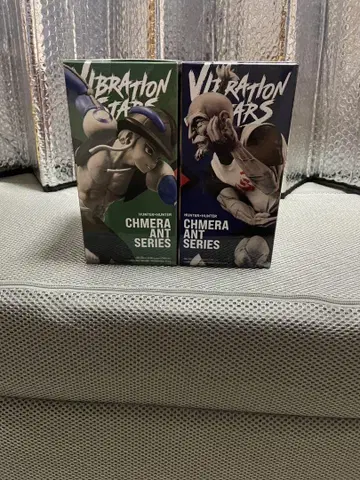 VIBRATION
STARS
HUNTER×HUNTER
CHMERA
ANT
SERIES
VIBRATION
STARS
HUNTER×HUNTER
CHMERA
ANT
SERIES